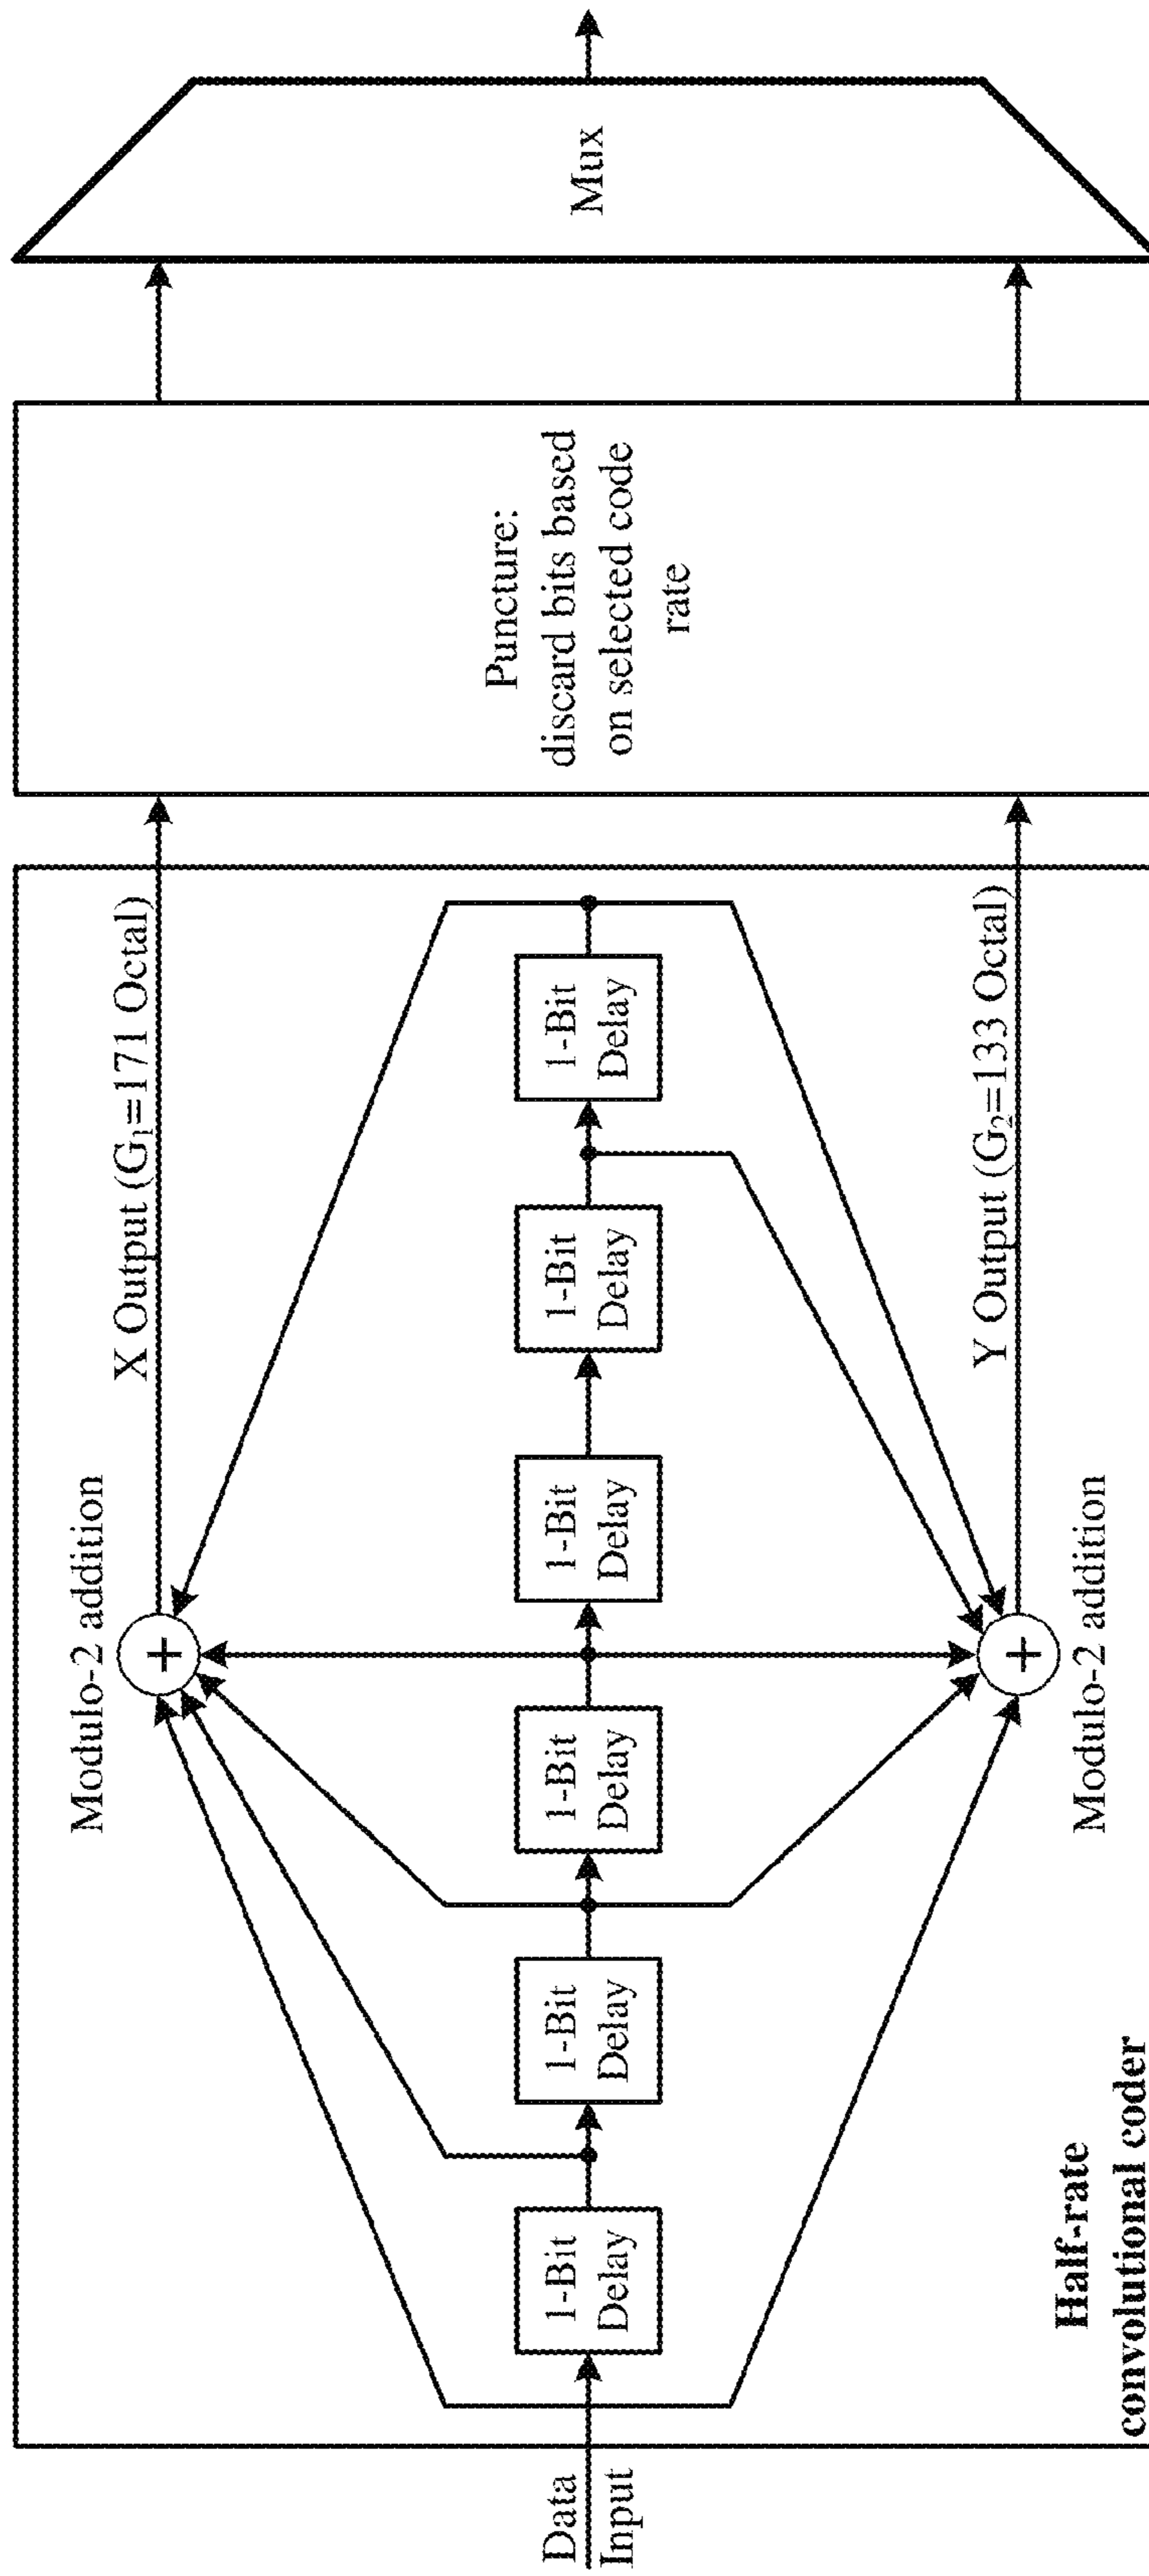 Data
Input
1-Bit
Delay
1-Bit
Delay
1-Bit
Delay
1-Bit
Delay
1-Bit
Delay
1-Bit
Delay
Modulo-2 addition
+
X Output (G₁=171 Octal)
+
Y Output (G₂=133 Octal)
Modulo-2 addition
Half-rate
convolutional coder
Puncture:
discard bits based
on selected code
rate
Mux